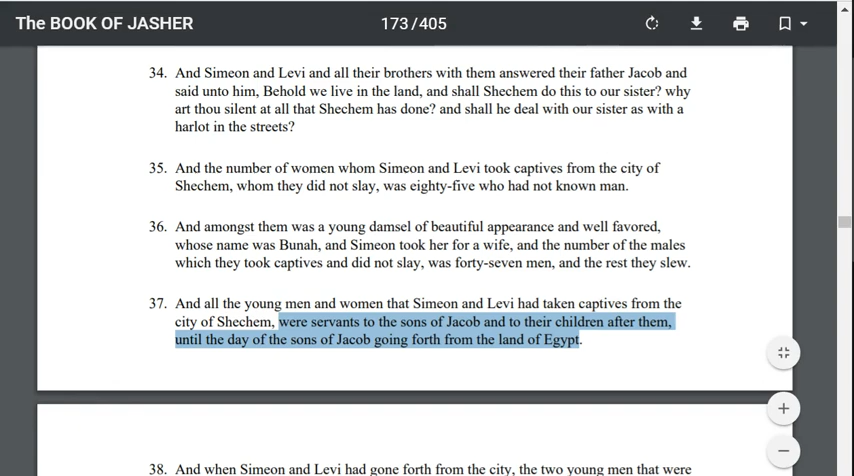 The BOOK OF JASHER
173/405
34. And Simeon and Levi and all their brothers with them answered their father Jacob and
said unto him, Behold we live in the land, and shall Shechem do this to our sister? why
art thou silent at all that Shechem has done? and shall he deal with our sister as with a
harlot in the streets?
35. And the number of women whom Simeon and Levi took captives from the city of
Shechem, whom they did not slay, was eighty-five who had not known man.
36. And amongst them was a young damsel of beautiful appearance and well favored,
whose name was Bunah, and Simeon took her for a wife, and the number of the males
which they took captives and did not slay, was forty-seven men, and the rest they slew.
37. And all the young men and women that Simeon and Levi had taken captives from the
city of Shechem, were servants to the sons of Jacob and to their children after them,
until the day of the sons of Jacob going forth from the land of Egypt.
38. And when Simeon and Levi had gone forth from the city, the two young men that were